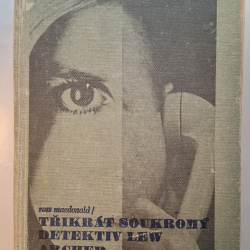 ross macdonald /
TŘIKRÁT SOUKROMÝ
DETEKTIV LEW
ARCHER